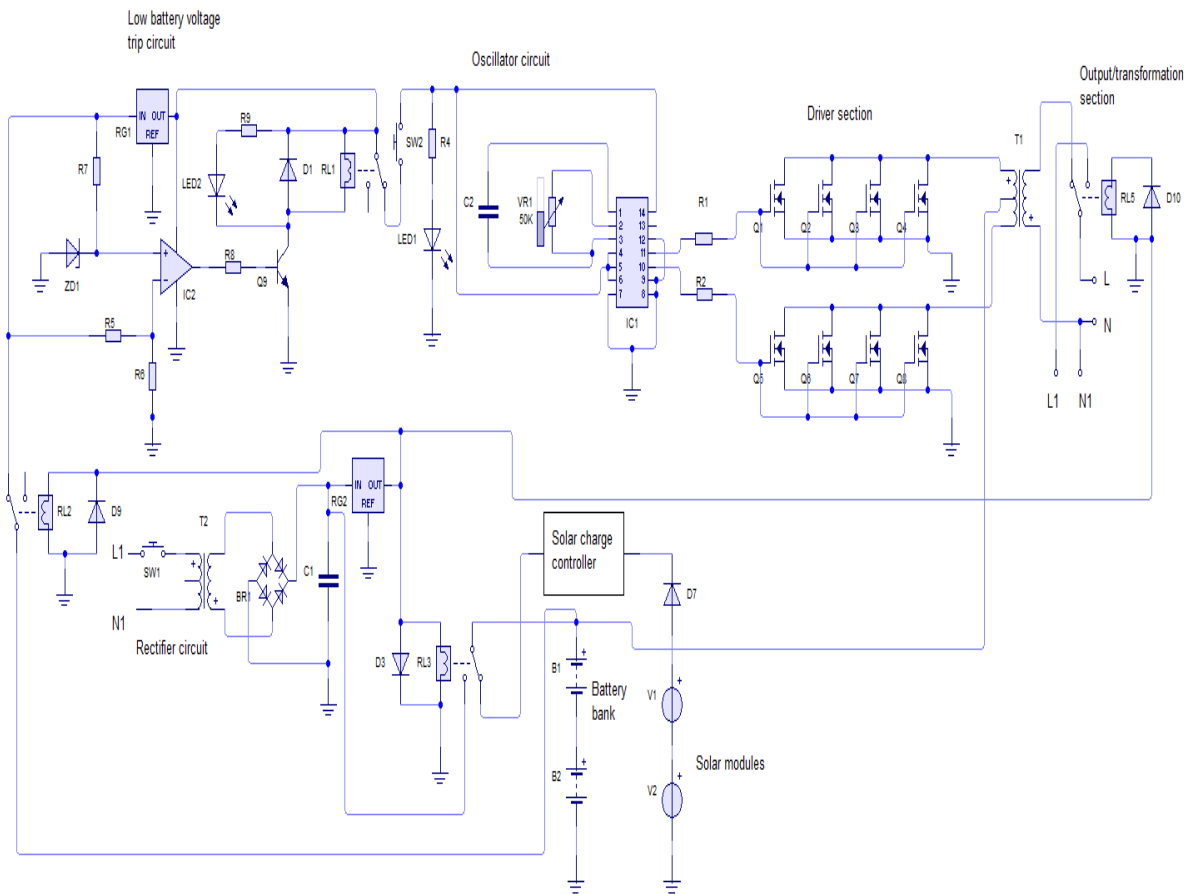 Low battery voltage
trip circuit
Oscillator circuit
Driver section
Output/transformation
section
IN OUT
REF
RG1
R9
R7
LED2
D1
RL1
SW2
R4
C2
VR1
50K
LED1
ZD1
+
−
IC2
R8
Q9
R5
R6
1
2
3
4
5
6
7
14
13
12
11
10
9
8
IC1
R1
R2
Q1
Q2
Q3
Q4
Q5
Q6
Q7
Q8
T1
+
+
RL5
D10
L
N
L1
N1
RL2
D9
T2
L1
SW1
+
+
N1
BR1
Rectifier circuit
C1
IN OUT
REF
RG2
D3
RL3
Solar charge
controller
D7
B1
+
Battery
bank
B2
+
V1
+
V2
+
Solar modules